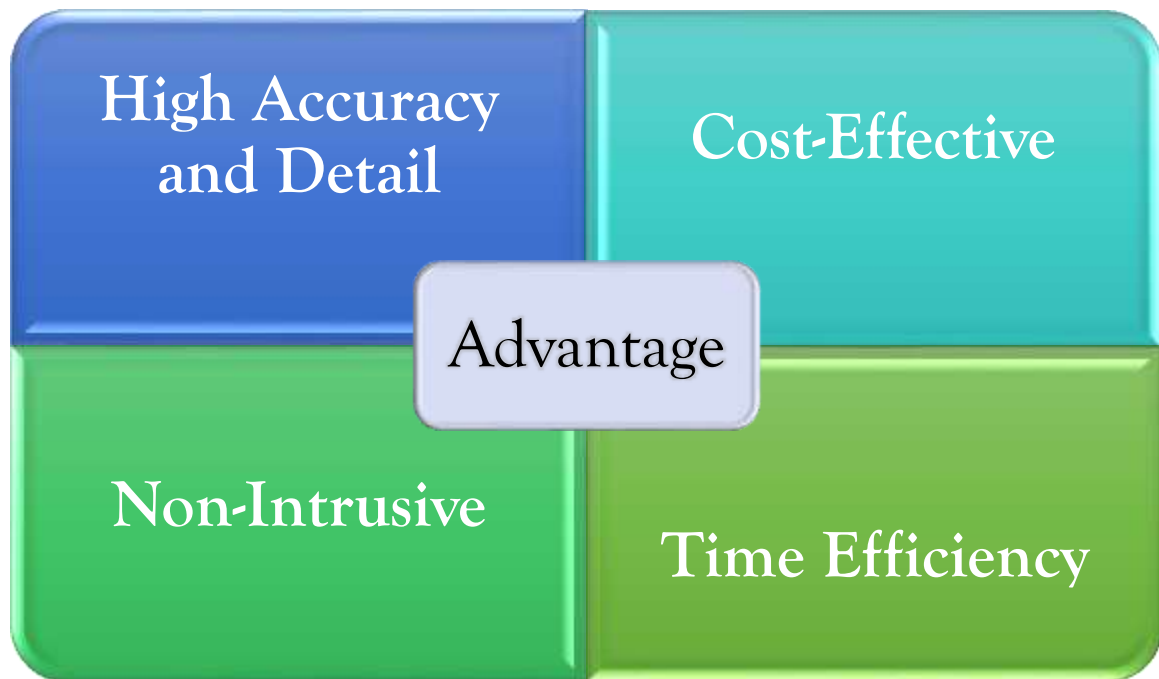 High Accuracy
and Detail
Cost-Effective
Advantage
Non-Intrusive
Time Efficiency